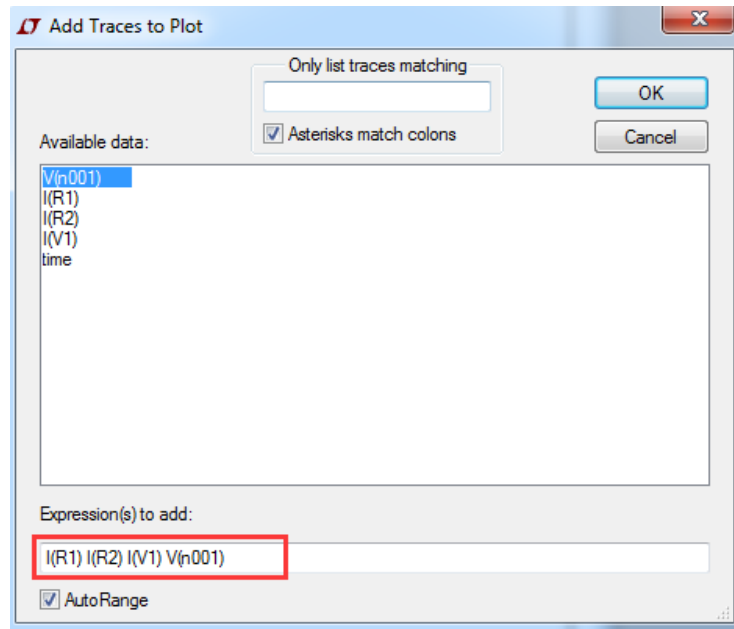 Add Traces to Plot
Only list traces matching
OK
Asterisks match colons
Cancel
Available data:
V(n001)
I(R1)
I(R2)
I(V1)
time
Expression(s) to add:
I(R1) I(R2) I(V1) V(n001)
AutoRange